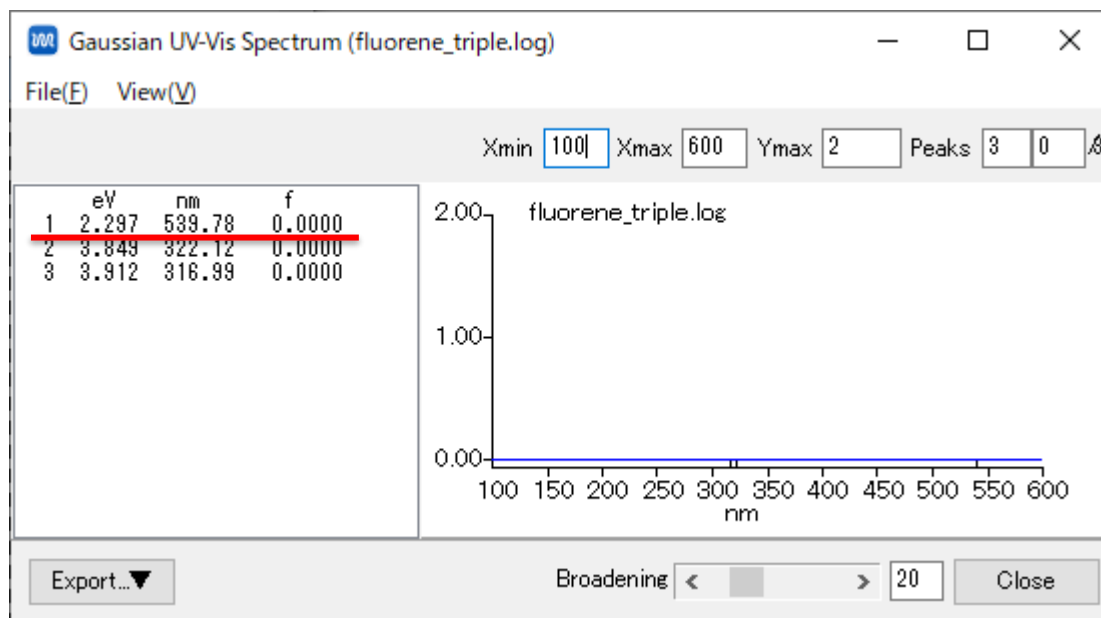 Gaussian UV-Vis Spectrum (fluorene_triple.log)
File(F) View(V)
Xmin 100 Xmax 600 Ymax 2 Peaks 3 0
eV nm f
1 2.297 539.78 0.0000
2 3.849 322.12 0.0000
3 3.912 316.99 0.0000
fluorene_triple.log
2.00
1.00
0.00
100 150 200 250 300 350 400 450 500 550 600
nm
Export...▼
Broadening < > 20 Close